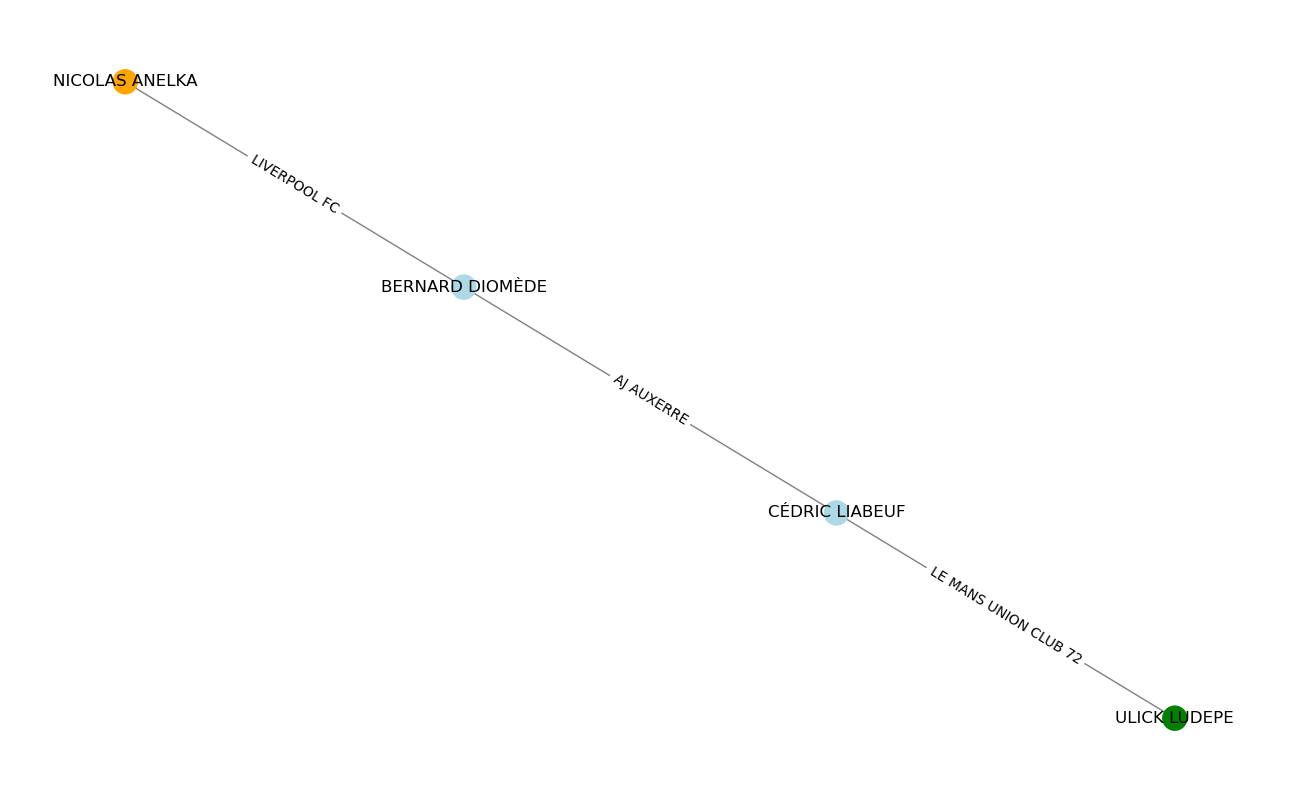 NICOLAS ANELKA
LIVERPOOL FC
BERNARD DIOMÈDE
AJ AUXERRE
CÉDRIC LIABEUF
LE MANS UNION CLUB 72
ULICK LUDEPE